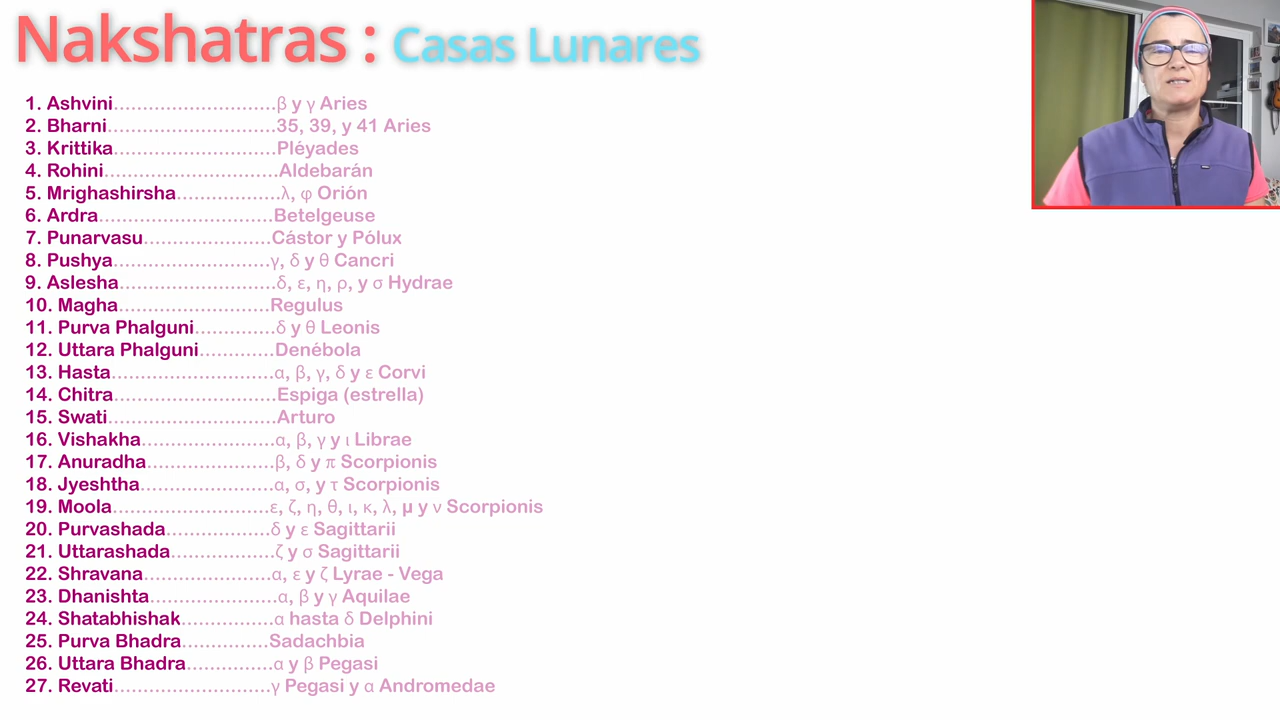 Nakshatras : Casas Lunares
1. Ashvini............................β y γ Aries
2. Bharni.............................35, 39, y 41 Aries
3. Krittika............................Pléyades
4. Rohini..............................Aldebarán
5. Mrighashirsha..................λ, φ Orión
6. Ardra..............................Betelgeuse
7. Punarvasu......................Cástor y Pólux
8. Pushya...........................γ, δ y θ Cancri
9. Aslesha...........................δ, ε, η, ρ, y σ Hydrae
10. Magha..........................Regulus
11. Purva Phalguni..............δ y θ Leonis
12. Uttara Phalguni.............Denébola
13. Hasta............................α, β, γ, δ y ε Corvi
14. Chitra............................Espiga (estrella)
15. Swati.............................Arturo
16. Vishakha.......................α, β, γ y ι Librae
17. Anuradha......................β, δ y π Scorpionis
18. Jyeshtha.......................α, σ, y τ Scorpionis
19. Moola...........................ε, ζ, η, θ, ι, κ, λ, μ y ν Scorpionis
20. Purvashada..................δ y ε Sagittarii
21. Uttarashada..................ζ y σ Sagittarii
22. Shravana......................α, ε y ζ Lyrae - Vega
23. Dhanishta......................α, β y γ Aquilae
24. Shatabhishak................α hasta δ Delphini
25. Purva Bhadra...............Sadachbia
26. Uttara Bhadra...............α y β Pegasi
27. Revati...........................γ Pegasi y α Andromedae